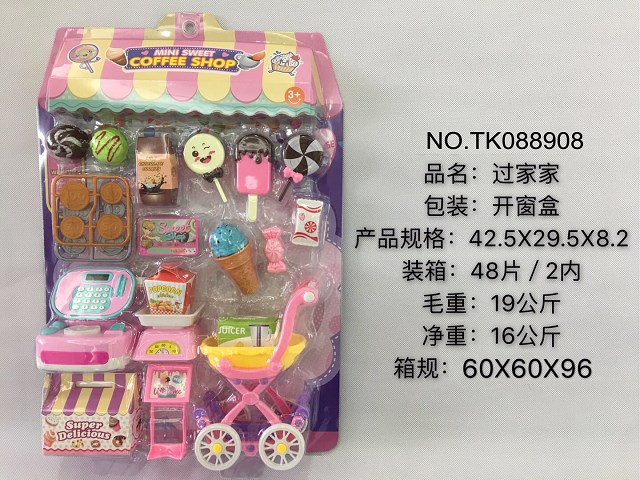 MINI SWEET
COFFEE SHOP
3+
NO.TK088908
品名：过家家
包装：开窗盒
产品规格：42.5X29.5X8.2
装箱：48片 / 2内
毛重：19公斤
净重：16公斤
箱规：60X60X96
POPCORN
JUICER
Super
Delicious